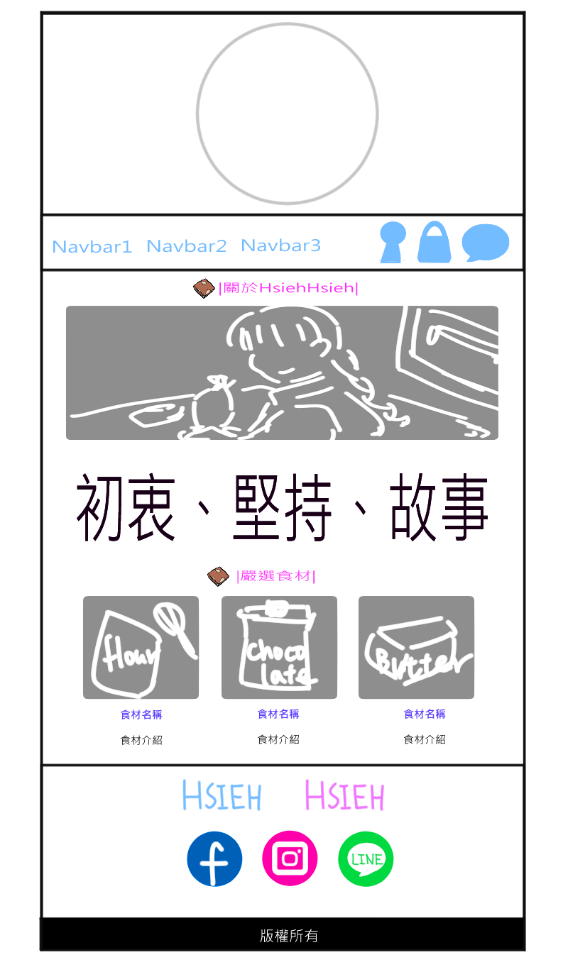 Navbar1 Navbar2 Navbar3
|關於HsiehHsieh|
初衷、堅持、故事
|嚴選食材|
flour
choco
late
Butter
食材名稱 食材名稱 食材名稱
食材介紹 食材介紹 食材介紹
HSIEH HSIEH
f LINE
版權所有